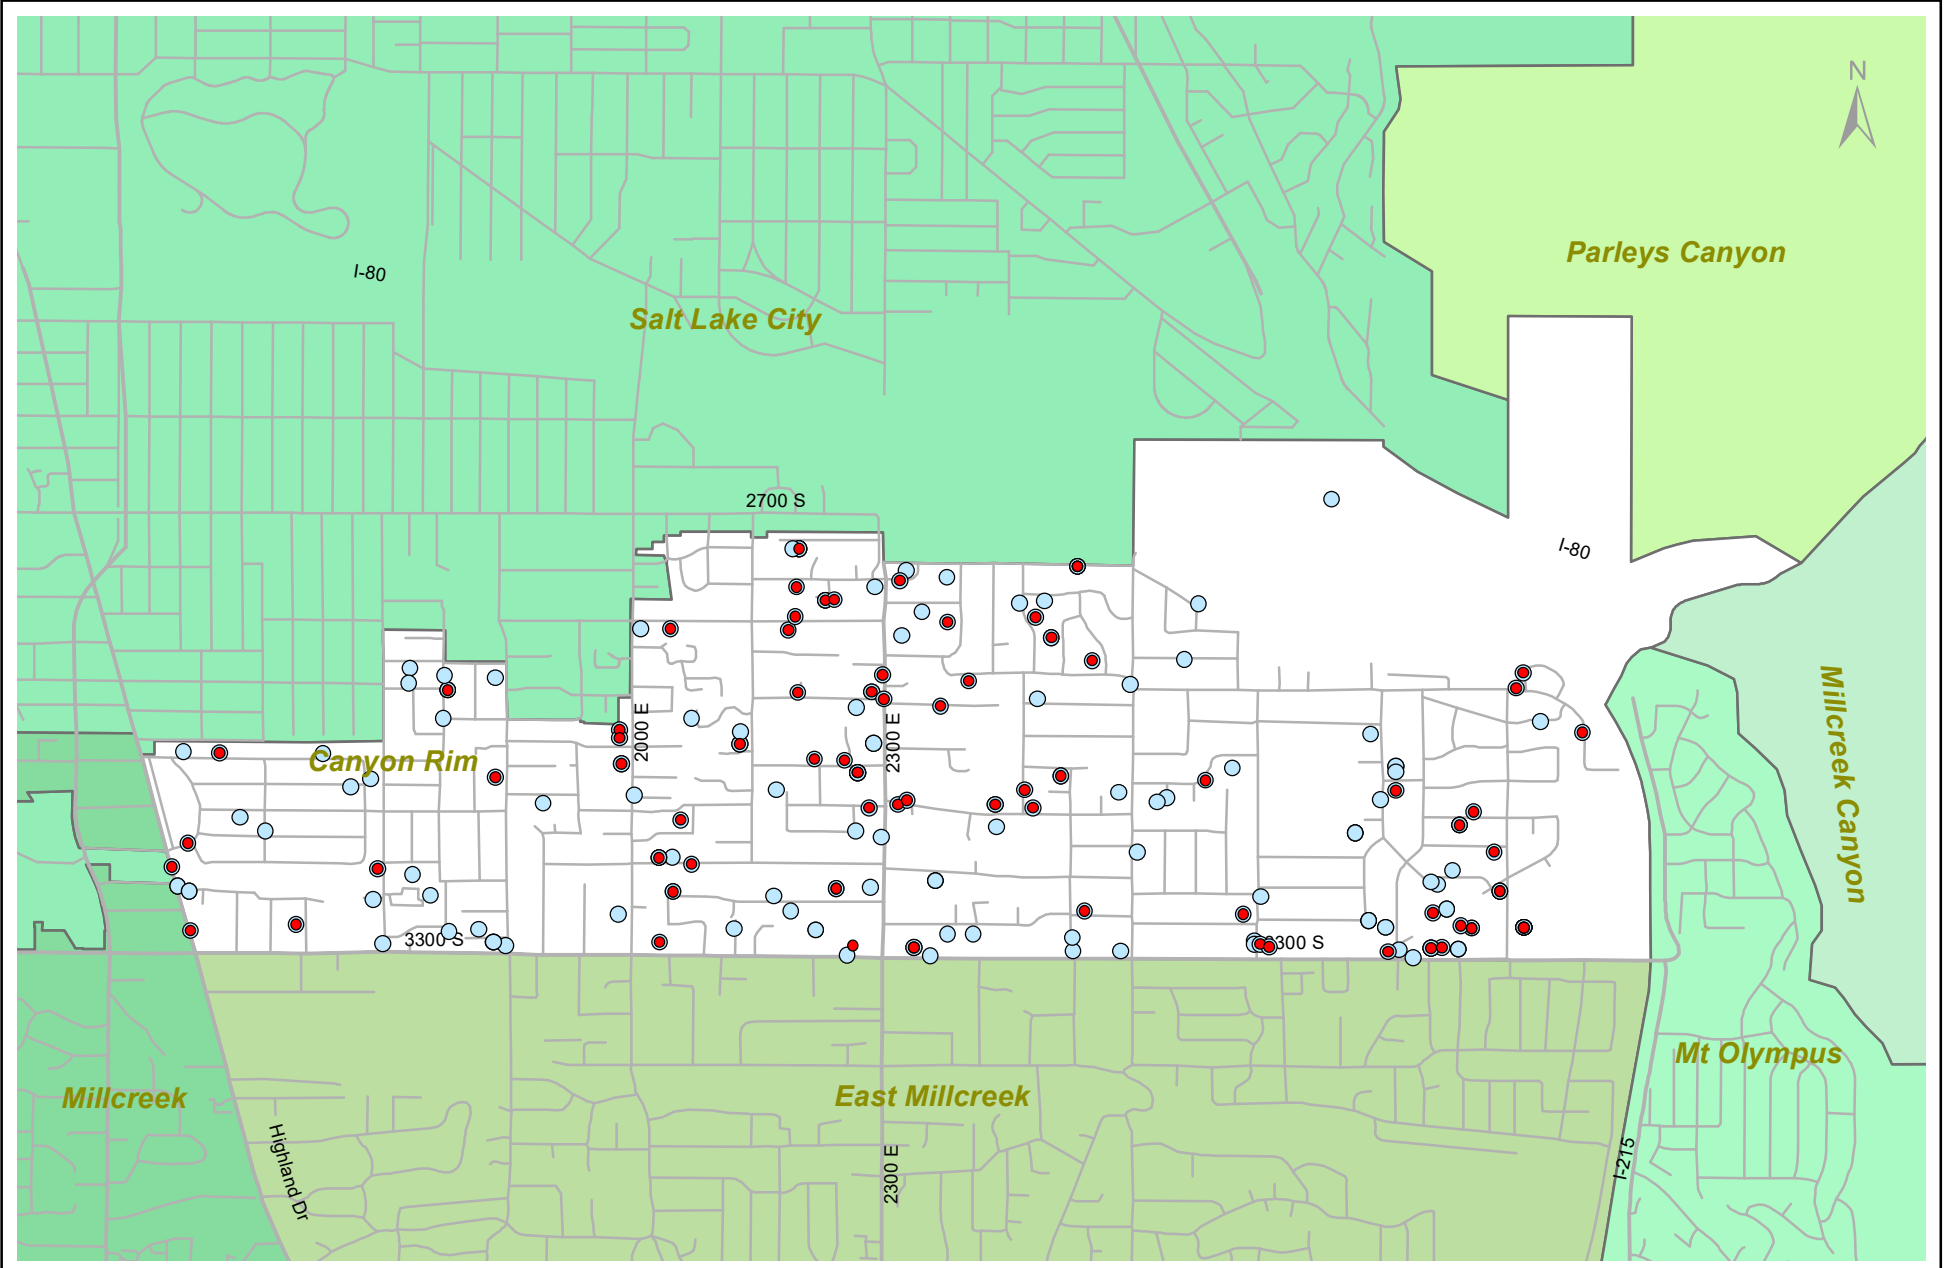 N
Parleys Canyon
I-80
Salt Lake City
2700 S
I-80
2000 E
2300 E
Canyon Rim
Millcreek Canyon
3300 S
3300 S
Mt Olympus
Millcreek
East Millcreek
Highland Dr
2300 E
I-215